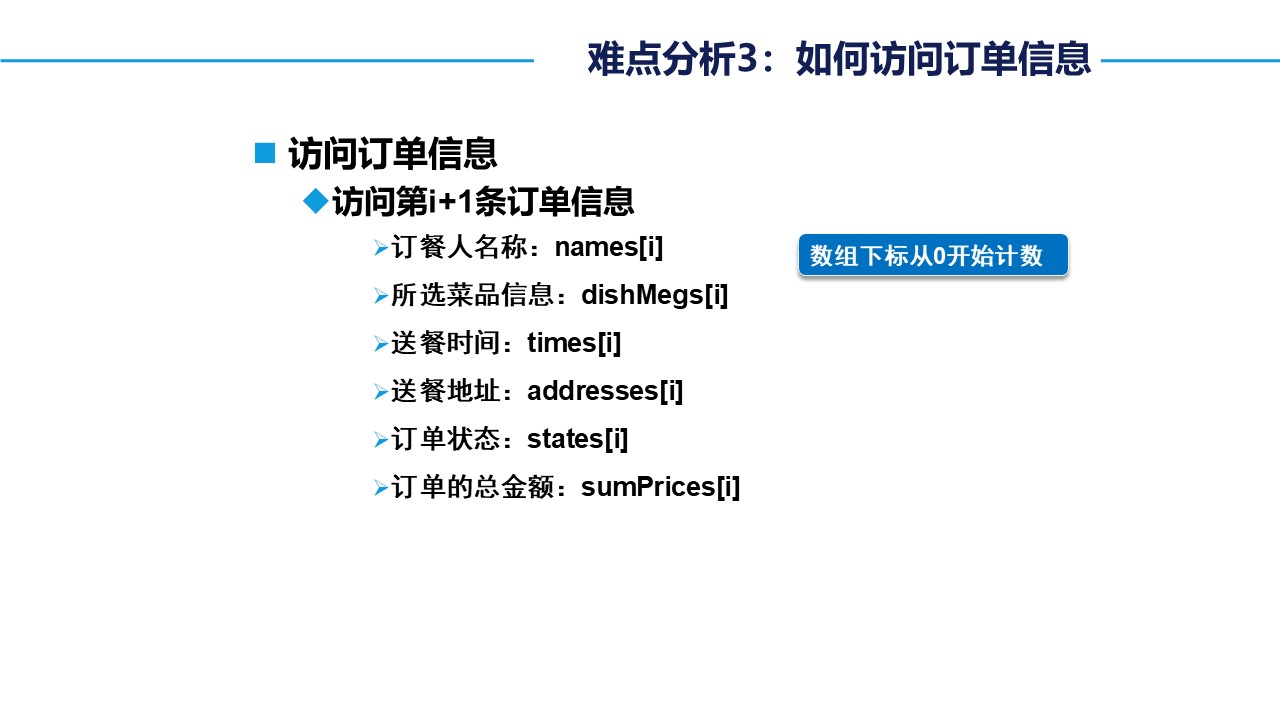 难点分析3：如何访问订单信息
访问订单信息
访问第i+1条订单信息
订餐人名称：names[i]
数组下标从0开始计数
所选菜品信息：dishMegs[i]
送餐时间：times[i]
送餐地址：addresses[i]
订单状态：states[i]
订单的总金额：sumPrices[i]